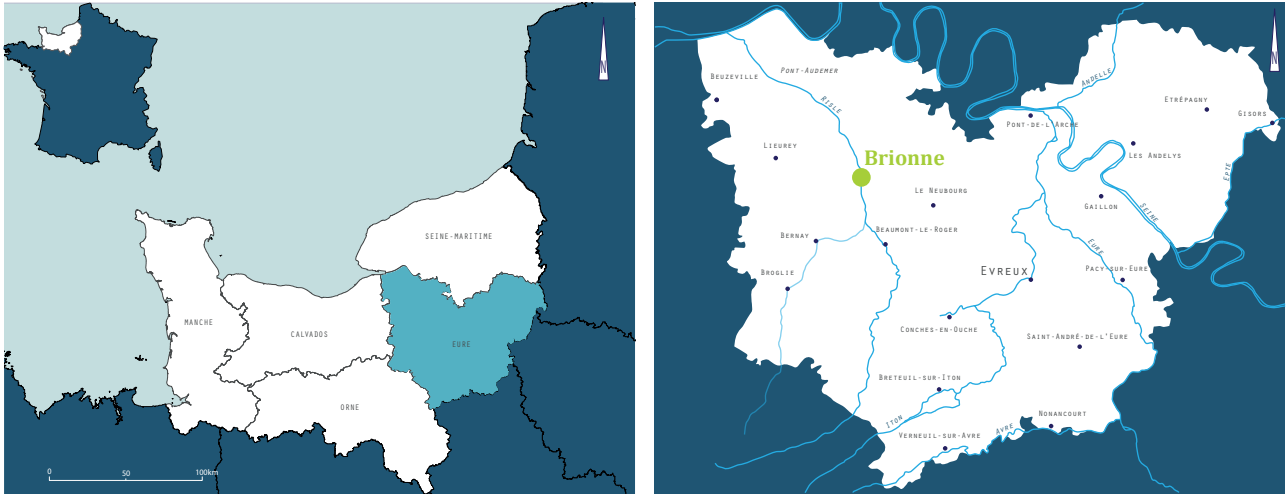 N
SEINE-MARITIME
MANCHE
CALVADOS
EURE
ORNE
0 50 100km
N
BEUZEVILLE
PONT-AUDEMER
RISLE
ANDELLE
ETRÉPAGNY
GISORS
PONT-DE-L'ARCHE
LIEUREY
LES ANDELYS
Brionne
EPTE
LE NEUBOURG
GAILLON
SEINE
BERNAY
BEAUMONT-LE-ROGER
EURE
BROGLIE
EVREUX
PACY-SUR-EURE
CONCHES-EN-OUCHE
SAINT-ANDRÉ-DE-L'EURE
BRETEUIL-SUR-ITON
ITON
NONANCOURT
AVRE
VERNEUIL-SUR-AVRE